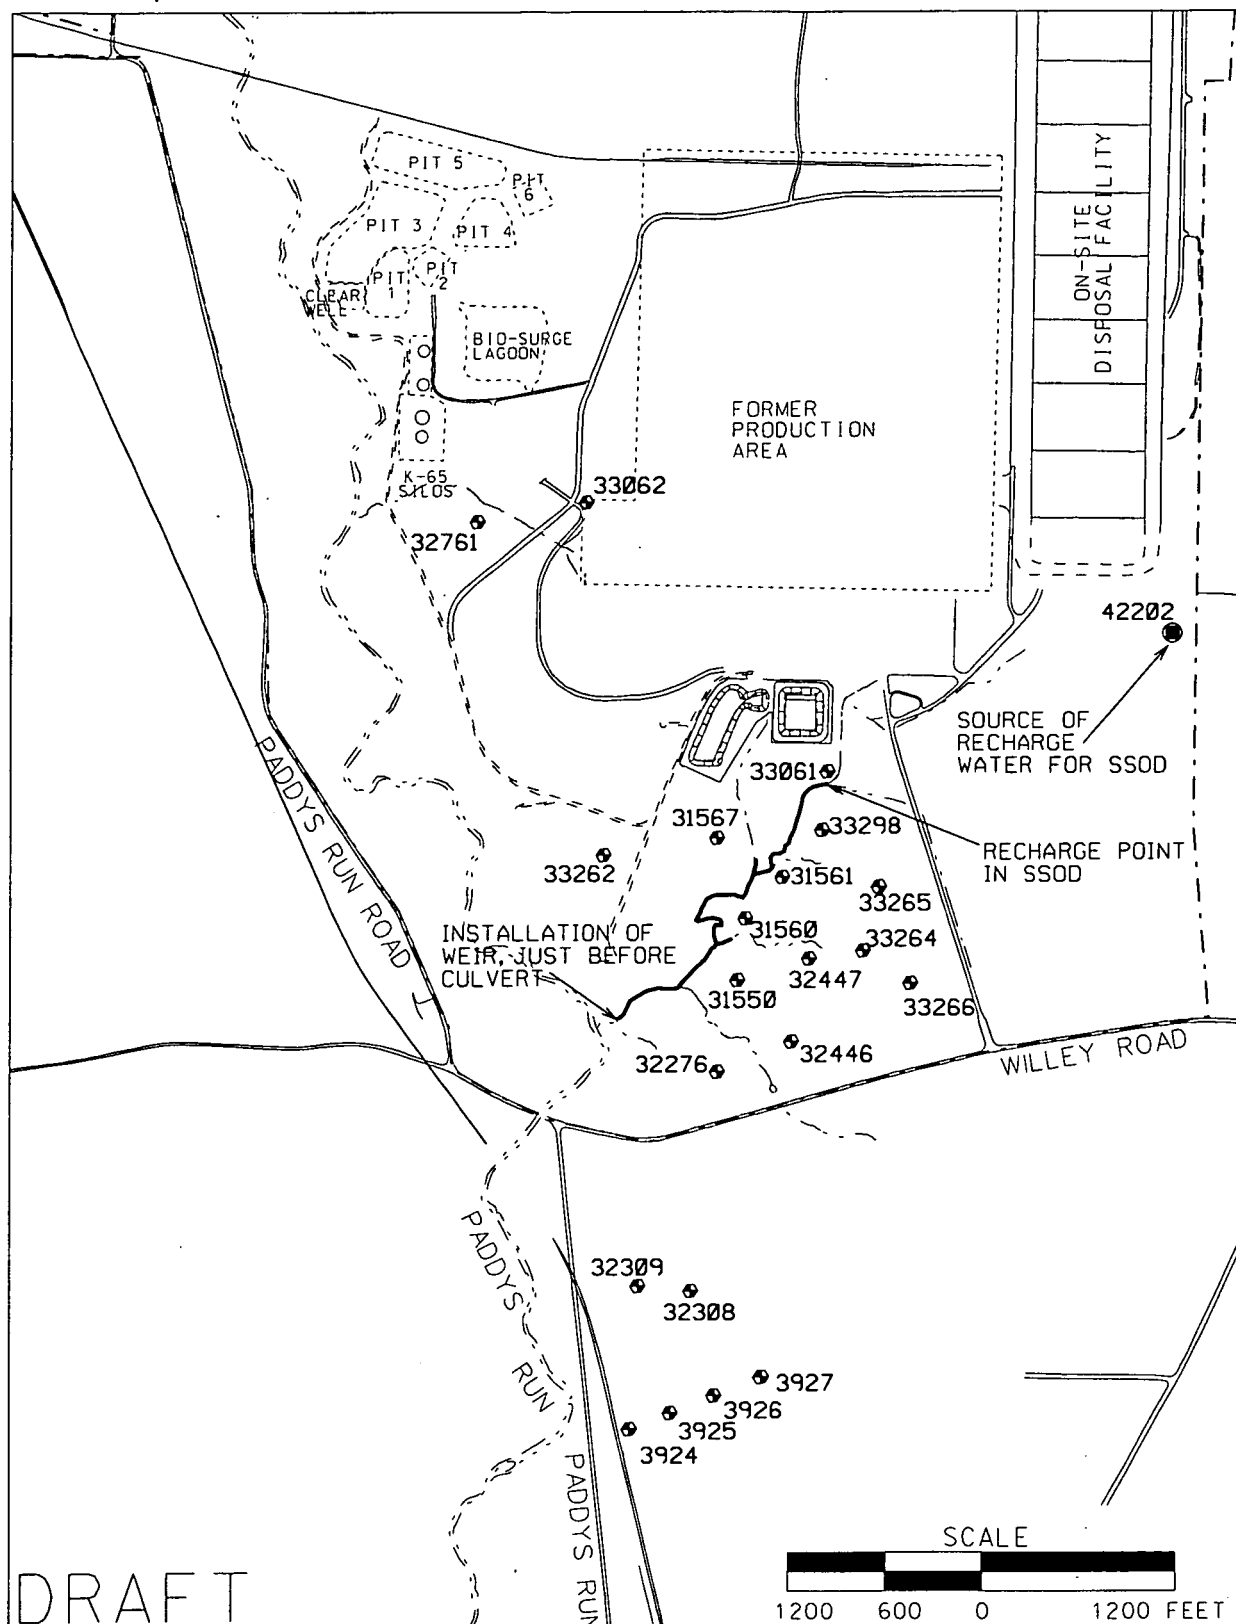 PIT 5
PIT
6
PIT 3
PIT 4
PIT
2
PIT
1
CLEAR
WELL
BIO-SURGE
LAGOON
ON-SITE
DISPOSAL FACILITY
FORMER
PRODUCTION
AREA
K-65
SILOS
33062
32761
42202
SOURCE OF
RECHARGE
WATER FOR SSOD
PADDYS RUN ROAD
33061
31567
33298
RECHARGE POINT
IN SSOD
33262
31561
33265
31560
33264
INSTALLATION OF
WEIR, JUST BEFORE
CULVERT
32447
31550
33266
32446
32276
WILLEY ROAD
PADDYS
RUN
32309
32308
3927
3926
3925
3924
PADDYS RUN
SCALE
1200 600 0 1200 FEET
DRAFT